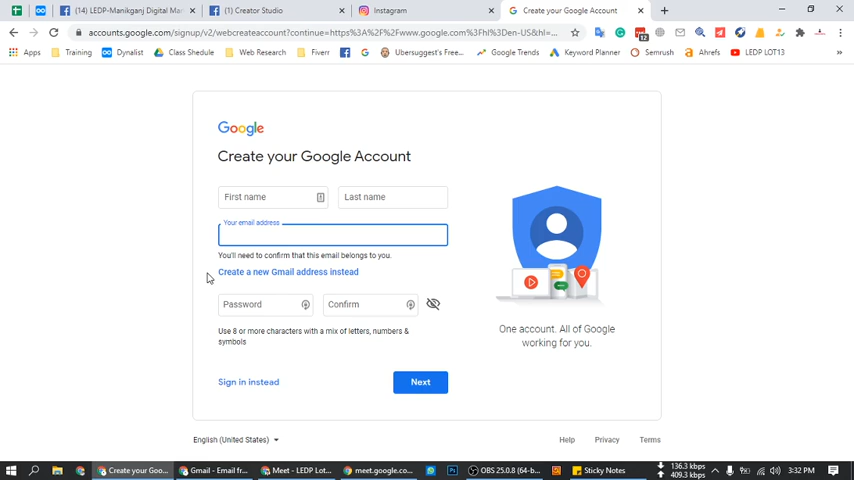 (14) LEDP-Manikganj Digital Mar
(1) Creator Studio
Instagram
Create your Google Account
accounts.google.com/signup/v2/webcreateaccount?continue=https%3A%2F%2Fwww.google.com%3Fhl%3Den-US&hl=...
12
Apps
Training
Dynalist
Class Shedule
Web Research
Fiverr
Ubersuggest's Free...
Google Trends
Keyword Planner
Semrush
Ahrefs
LEDP LOT13
Google
Create your Google Account
First name
Last name
Your email address
You'll need to confirm that this email belongs to you.
Create a new Gmail address instead
Password
Confirm
Use 8 or more characters with a mix of letters, numbers &
symbols
Sign in instead
Next
One account. All of Google
working for you.
English (United States)
Help
Privacy
Terms
Create your Goo...
Gmail - Email fr...
Meet - LEDP Lot...
meet.google.co...
OBS 25.0.8 (64-b...
Sticky Notes
136.3 kbps
409.3 kbps
3:32 PM